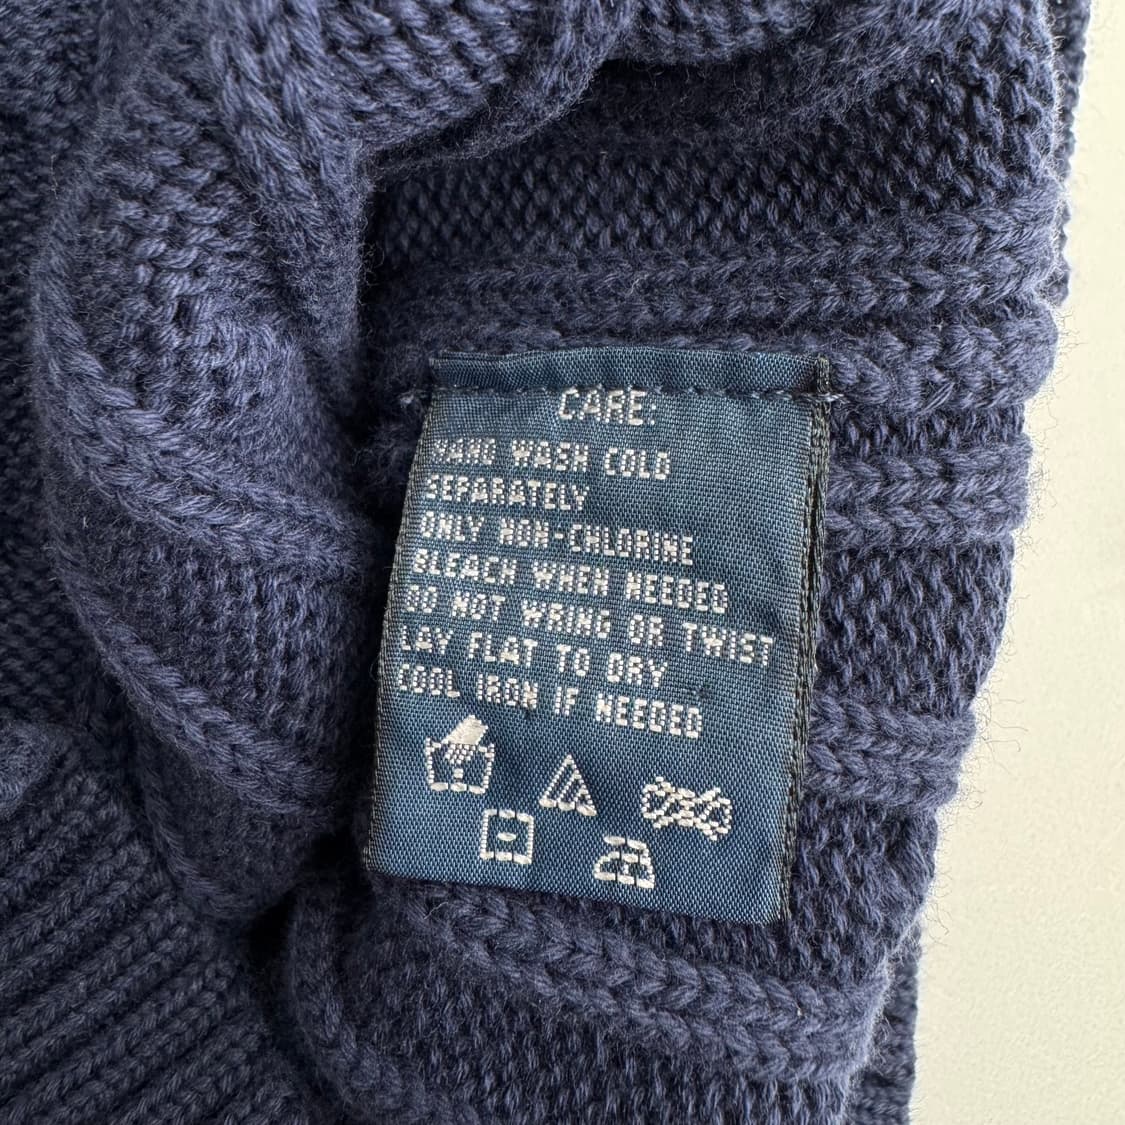 CARE:
HAND WASH COLD
SEPARATELY
ONLY NON-CHLORINE
BLEACH WHEN NEEDED
DO NOT WRING OR TWIST
LAY FLAT TO DRY
COOL IRON IF NEEDED